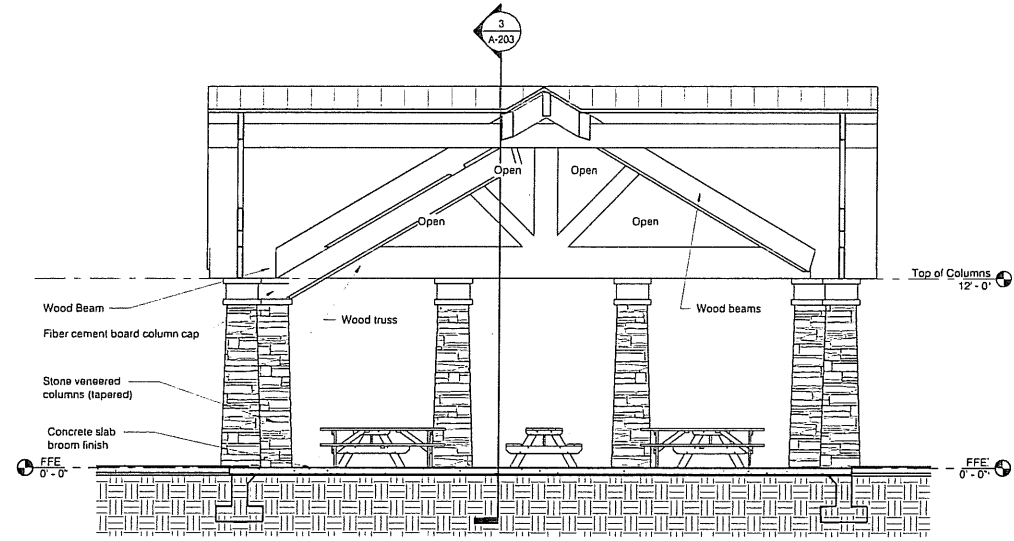 3
A-203
Open
Open
Open
Open
Top of Columns
12' - 0'
Wood Beam
Wood truss
Wood beams
Fiber cement board column cap
Stone veneered
columns (tapered)
Concrete slab
broom finish
FFE
0' - 0"
FFE
0' - 0"